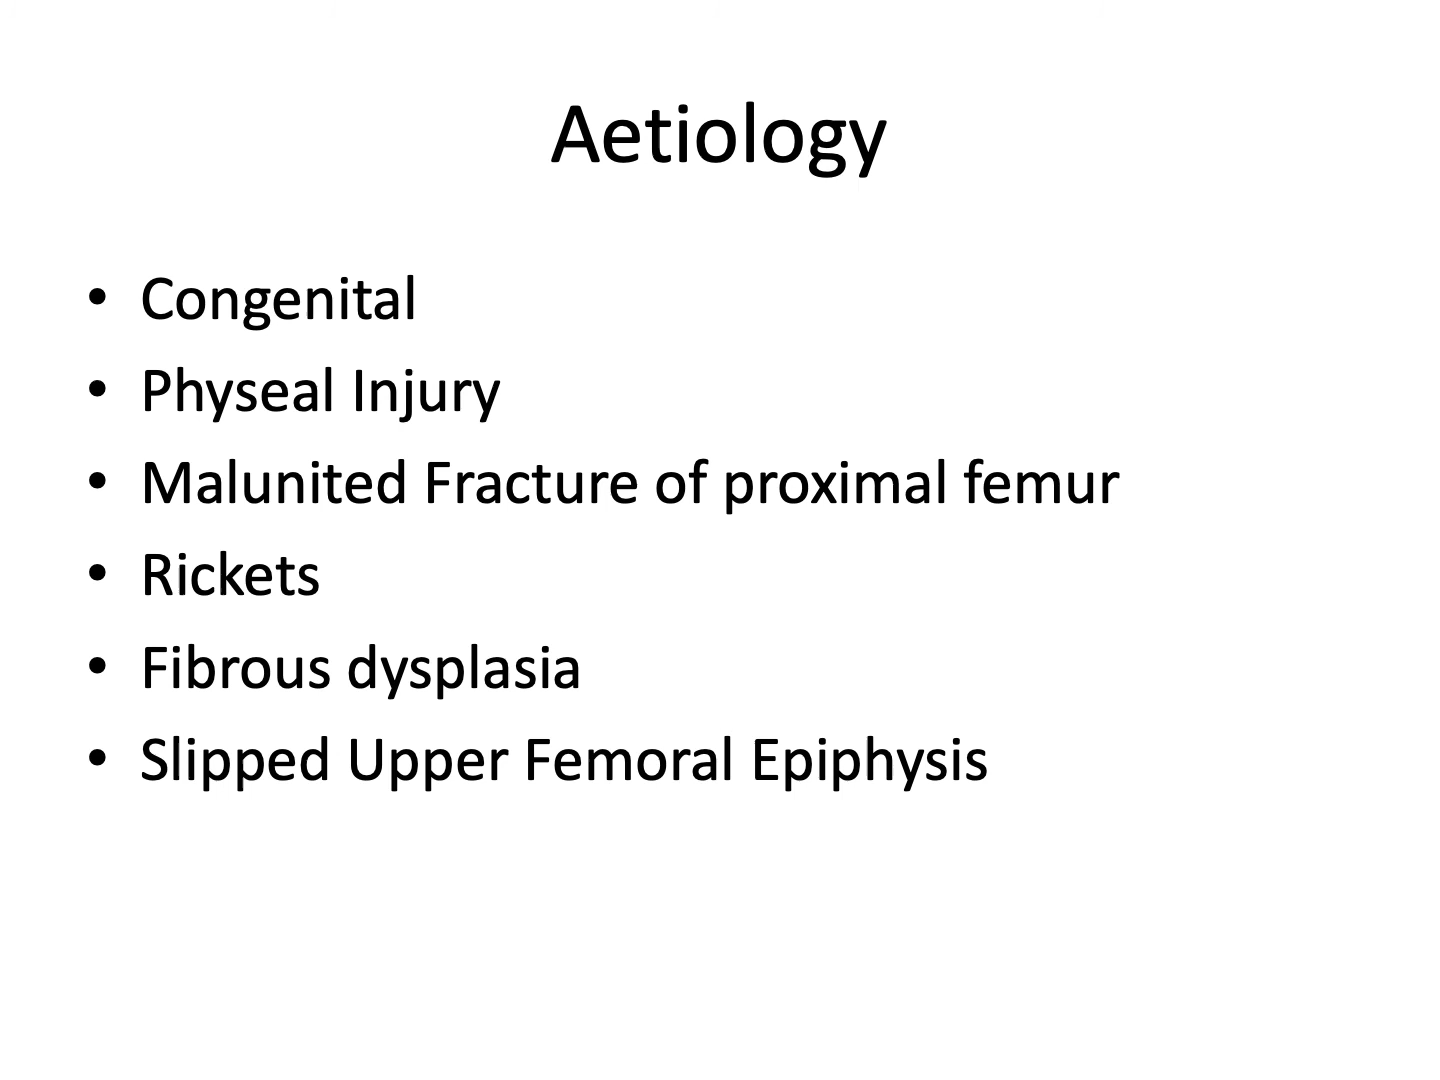 Aetiology
• Congenital
• Physeal Injury
• Malunited Fracture of proximal femur
• Rickets
• Fibrous dysplasia
• Slipped Upper Femoral Epiphysis